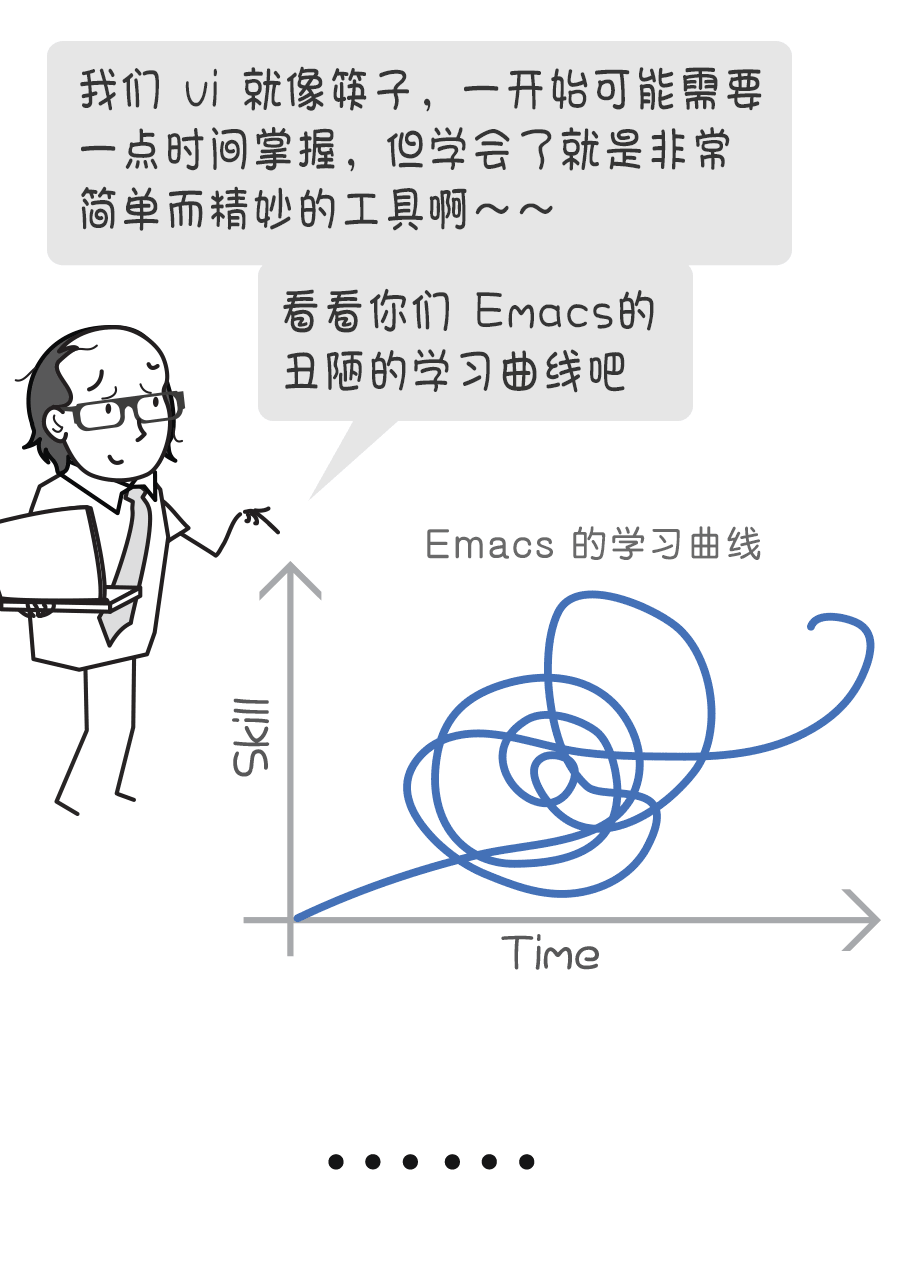 我们 vi 就像筷子，一开始可能需要
一点时间掌握，但学会了就是非常
简单而精妙的工具啊～～
看看你们 Emacs的
丑陋的学习曲线吧
Emacs 的学习曲线
Skill
Time
······